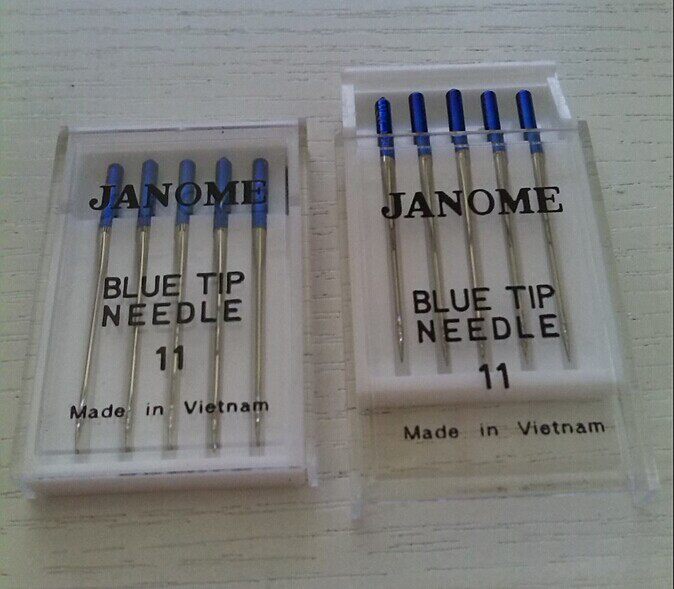 JANOME
BLUE TIP
NEEDLE
11
Made in Vietnam
JANOME
BLUE TIP
NEEDLE
11
Made in Vietnam